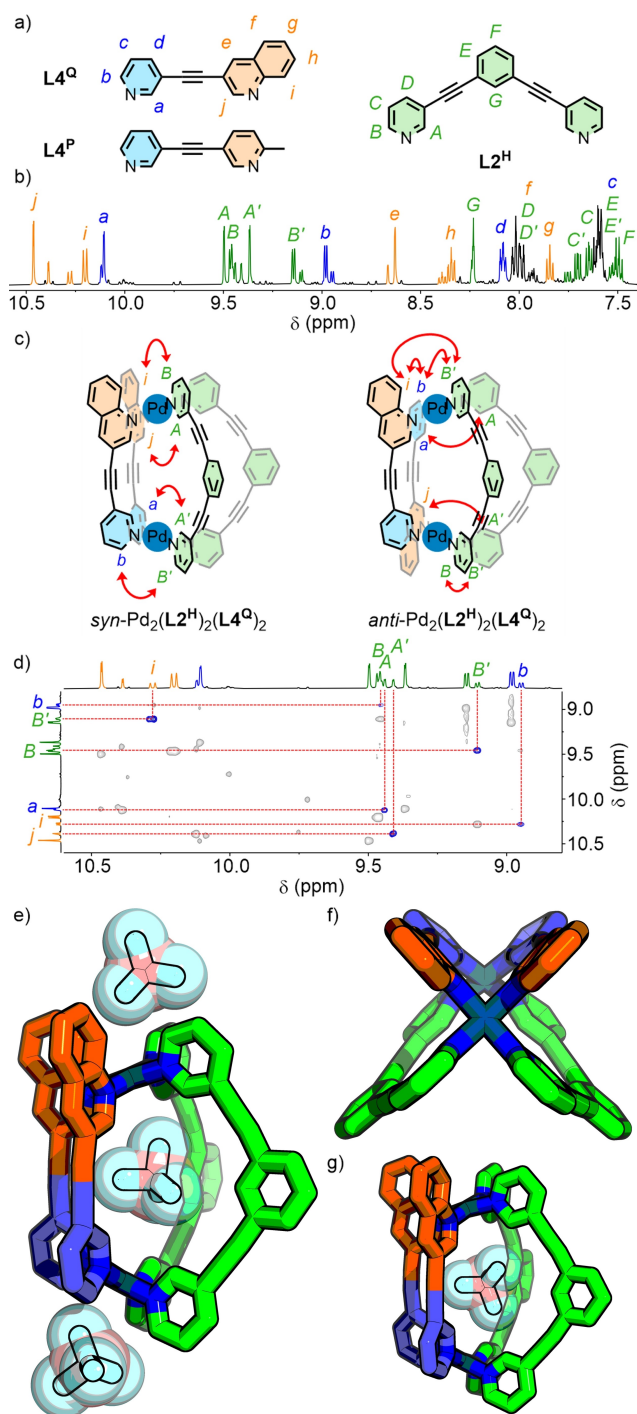 a)
c d e f g
L4Q b h
N N
a j i
L4P
N N
F
E
D G
C
B A
N N
L2H
b)
j i a A B A' B' b e h G d f D D' g C' C c E E' F
10.5 10.0 9.5 9.0 8.5 8.0 7.5
δ (ppm)
c)
i B
N Pd N
j A
a A'
N Pd N
b B'
syn-Pd2(L2H)2(L4Q)2
i b B'
N Pd N
a A
j A'
N Pd N
B B'
anti-Pd2(L2H)2(L4Q)2
d)
i B A A' B' b
b
B'
B
a
i
j
9.0
9.5
10.0
10.5
δ (ppm)
10.5 10.0 9.5 9.0
δ (ppm)
e) f)
g)